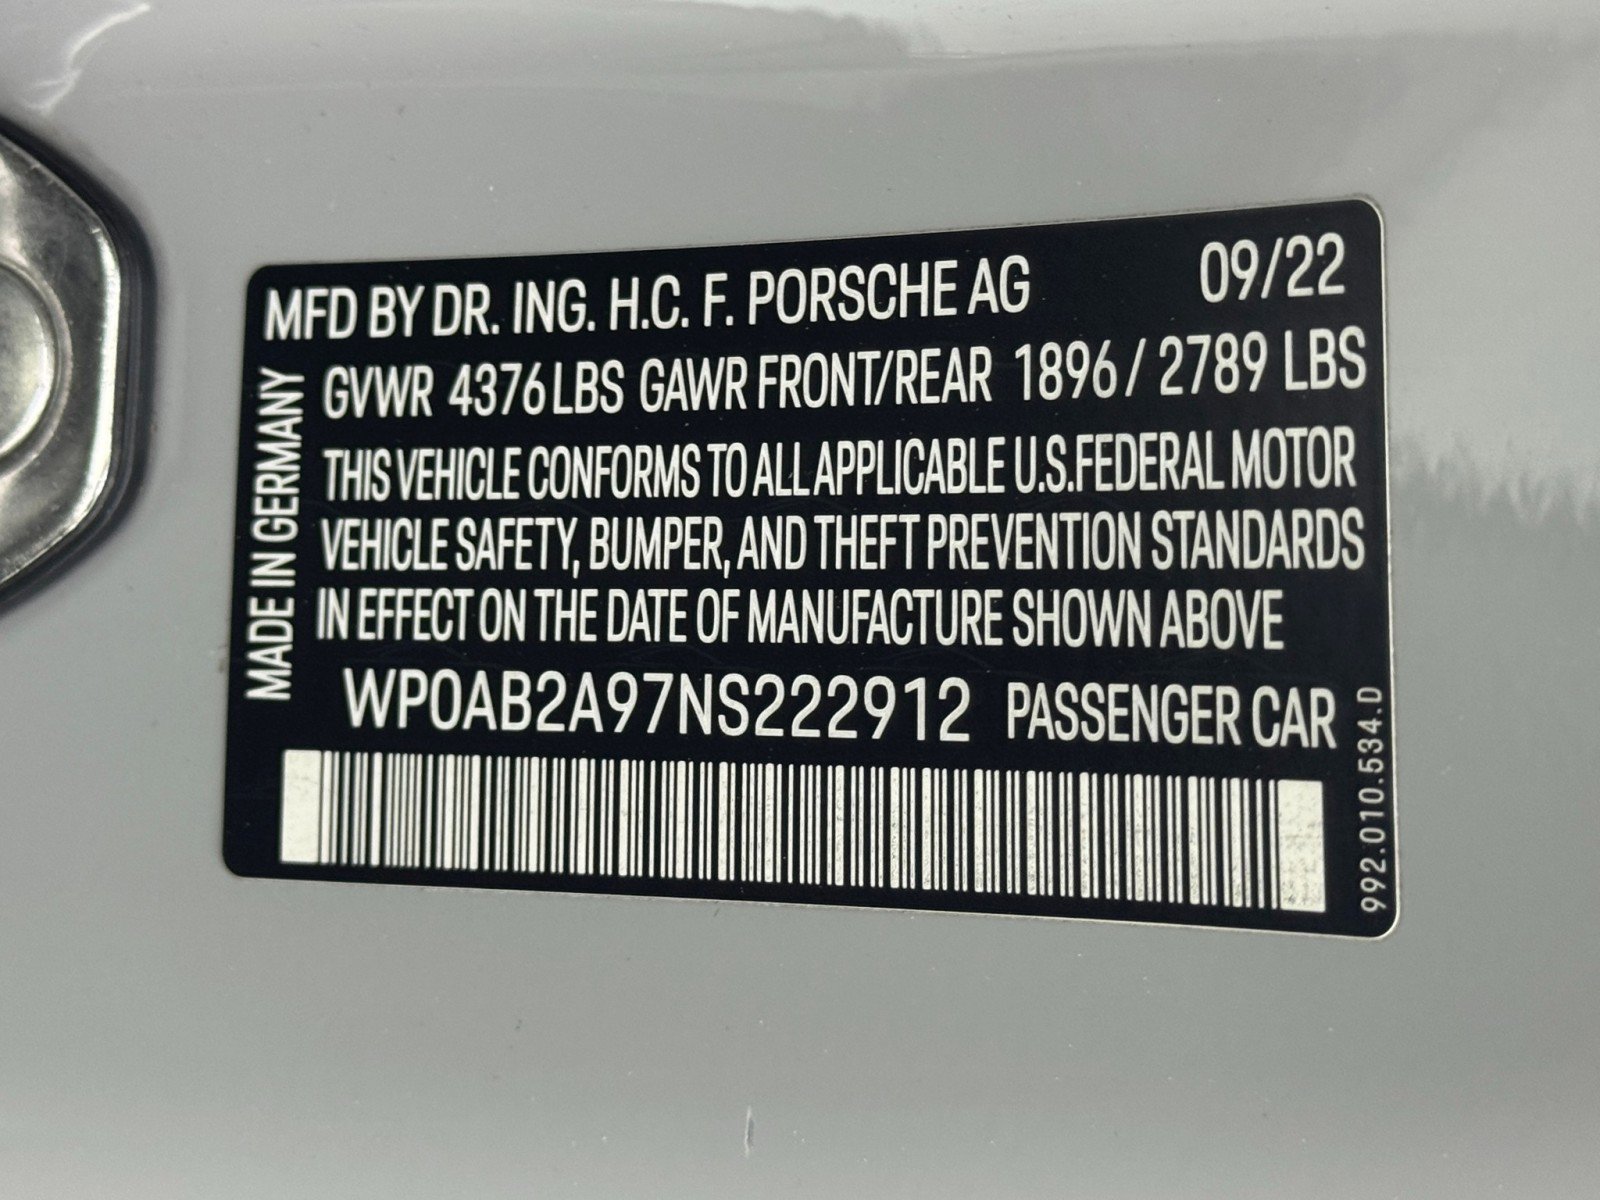 MFD BY DR. ING. H.C. F. PORSCHE AG 09/22
GVWR 4376 LBS GAWR FRONT/REAR 1896 / 2789 LBS
THIS VEHICLE CONFORMS TO ALL APPLICABLE U.S.FEDERAL MOTOR
VEHICLE SAFETY, BUMPER, AND THEFT PREVENTION STANDARDS
IN EFFECT ON THE DATE OF MANUFACTURE SHOWN ABOVE
WP0AB2A97NS222912 PASSENGER CAR
MADE IN GERMANY
992.010.534.D